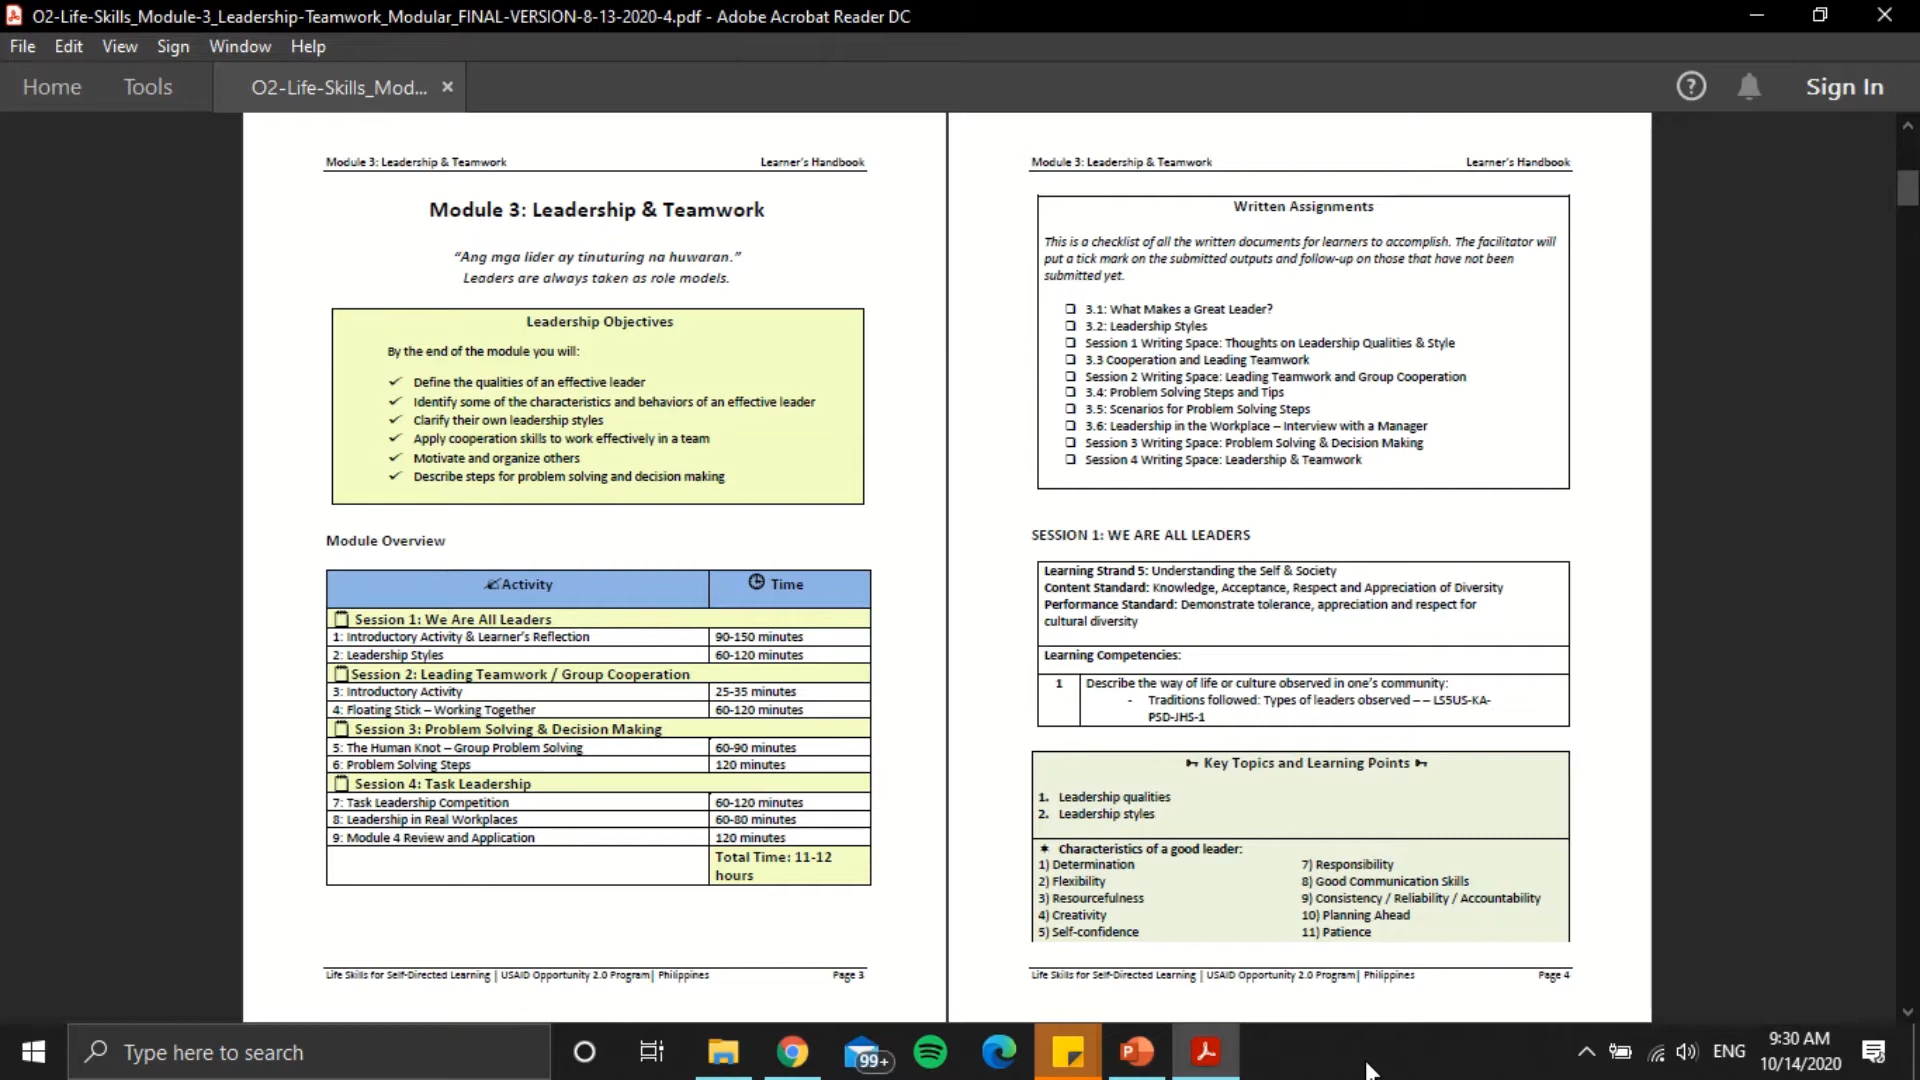 O2-Life-Skills_Module-3_Leadership-Teamwork_Modular_FINAL-VERSION-8-13-2020-4.pdf - Adobe Acrobat Reader DC
File Edit View Sign Window Help
Home Tools O2-Life-Skills_Mod... Sign In
Module 3: Leadership & Teamwork Learner's Handbook
Module 3: Leadership & Teamwork
“Ang mga lider ay tinuturing na huwaran.”
Leaders are always taken as role models.
Leadership Objectives
By the end of the module you will:
Define the qualities of an effective leader
Identify some of the characteristics and behaviors of an effective leader
Clarify their own leadership styles
Apply cooperation skills to work effectively in a team
Motivate and organize others
Describe steps for problem solving and decision making
Module Overview
Activity Time
Session 1: We Are All Leaders
1: Introductory Activity & Learner's Reflection 90-150 minutes
2: Leadership Styles 60-120 minutes
Session 2: Leading Teamwork / Group Cooperation
3: Introductory Activity 25-35 minutes
4: Floating Stick – Working Together 60-120 minutes
Session 3: Problem Solving & Decision Making
5: The Human Knot – Group Problem Solving 60-90 minutes
6: Problem Solving Steps 120 minutes
Session 4: Task Leadership
7: Task Leadership Competition 60-120 minutes
8: Leadership in Real Workplaces 60-80 minutes
9: Module 4 Review and Application 120 minutes
Total Time: 11-12
hours
Life Skills for Self-Directed Learning | USAID Opportunity 2.0 Program| Philippines Page 3
Module 3: Leadership & Teamwork Learner's Handbook
Written Assignments
This is a checklist of all the written documents for learners to accomplish. The facilitator will
put a tick mark on the submitted outputs and follow-up on those that have not been
submitted yet.
3.1: What Makes a Great Leader?
3.2: Leadership Styles
Session 1 Writing Space: Thoughts on Leadership Qualities & Style
3.3 Cooperation and Leading Teamwork
Session 2 Writing Space: Leading Teamwork and Group Cooperation
3.4: Problem Solving Steps and Tips
3.5: Scenarios for Problem Solving Steps
3.6: Leadership in the Workplace – Interview with a Manager
Session 3 Writing Space: Problem Solving & Decision Making
Session 4 Writing Space: Leadership & Teamwork
SESSION 1: WE ARE ALL LEADERS
Learning Strand 5: Understanding the Self & Society
Content Standard: Knowledge, Acceptance, Respect and Appreciation of Diversity
Performance Standard: Demonstrate tolerance, appreciation and respect for
cultural diversity
Learning Competencies:
1 Describe the way of life or culture observed in one's community:
- Traditions followed: Types of leaders observed – – LS5US-KA-
PSD-JHS-1
Key Topics and Learning Points
1. Leadership qualities
2. Leadership styles
Characteristics of a good leader:
1) Determination 7) Responsibility
2) Flexibility 8) Good Communication Skills
3) Resourcefulness 9) Consistency / Reliability / Accountability
4) Creativity 10) Planning Ahead
5) Self-confidence 11) Patience
Life Skills for Self-Directed Learning | USAID Opportunity 2.0 Program| Philippines Page 4
Type here to search 99+ ENG 9:30 AM
10/14/2020